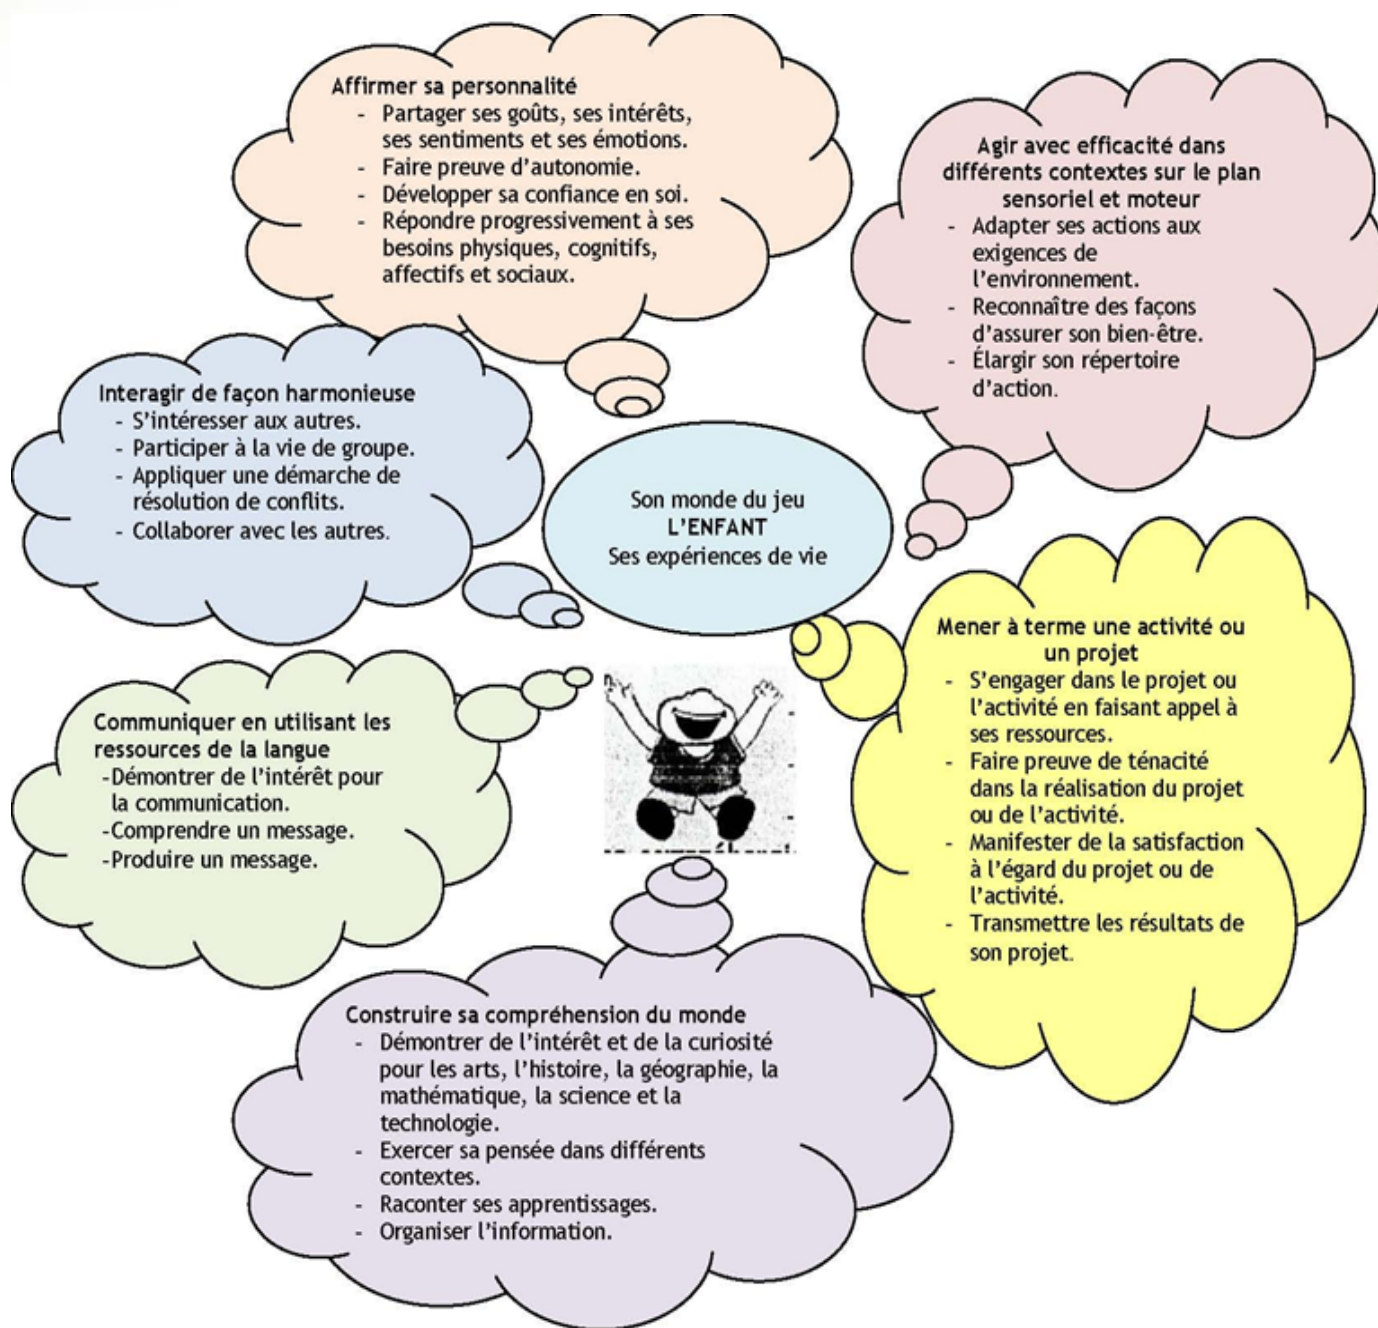 Affirmer sa personnalité
- Partager ses goûts, ses intérêts,
ses sentiments et ses émotions.
- Faire preuve d'autonomie.
- Développer sa confiance en soi.
- Répondre progressivement à ses
besoins physiques, cognitifs,
affectifs et sociaux.
Agir avec efficacité dans
différents contextes sur le plan
sensoriel et moteur
- Adapter ses actions aux
exigences de
l'environnement.
- Reconnaître des façons
d'assurer son bien-être.
- Élargir son répertoire
d'action.
Interagir de façon harmonieuse
- S'intéresser aux autres.
- Participer à la vie de groupe.
- Appliquer une démarche de
résolution de conflits.
- Collaborer avec les autres.
Son monde du jeu
L'ENFANT
Ses expériences de vie
Mener à terme une activité ou
un projet
- S'engager dans le projet ou
l'activité en faisant appel à
ses ressources.
- Faire preuve de ténacité
dans la réalisation du projet
ou de l'activité.
- Manifester de la satisfaction
à l'égard du projet ou de
l'activité.
- Transmettre les résultats de
son projet.
Communiquer en utilisant les
ressources de la langue
-Démontrer de l'intérêt pour
la communication.
-Comprendre un message.
-Produire un message.
Construire sa compréhension du monde
- Démontrer de l'intérêt et de la curiosité
pour les arts, l'histoire, la géographie, la
mathématique, la science et la
technologie.
- Exercer sa pensée dans différents
contextes.
- Raconter ses apprentissages.
- Organiser l'information.